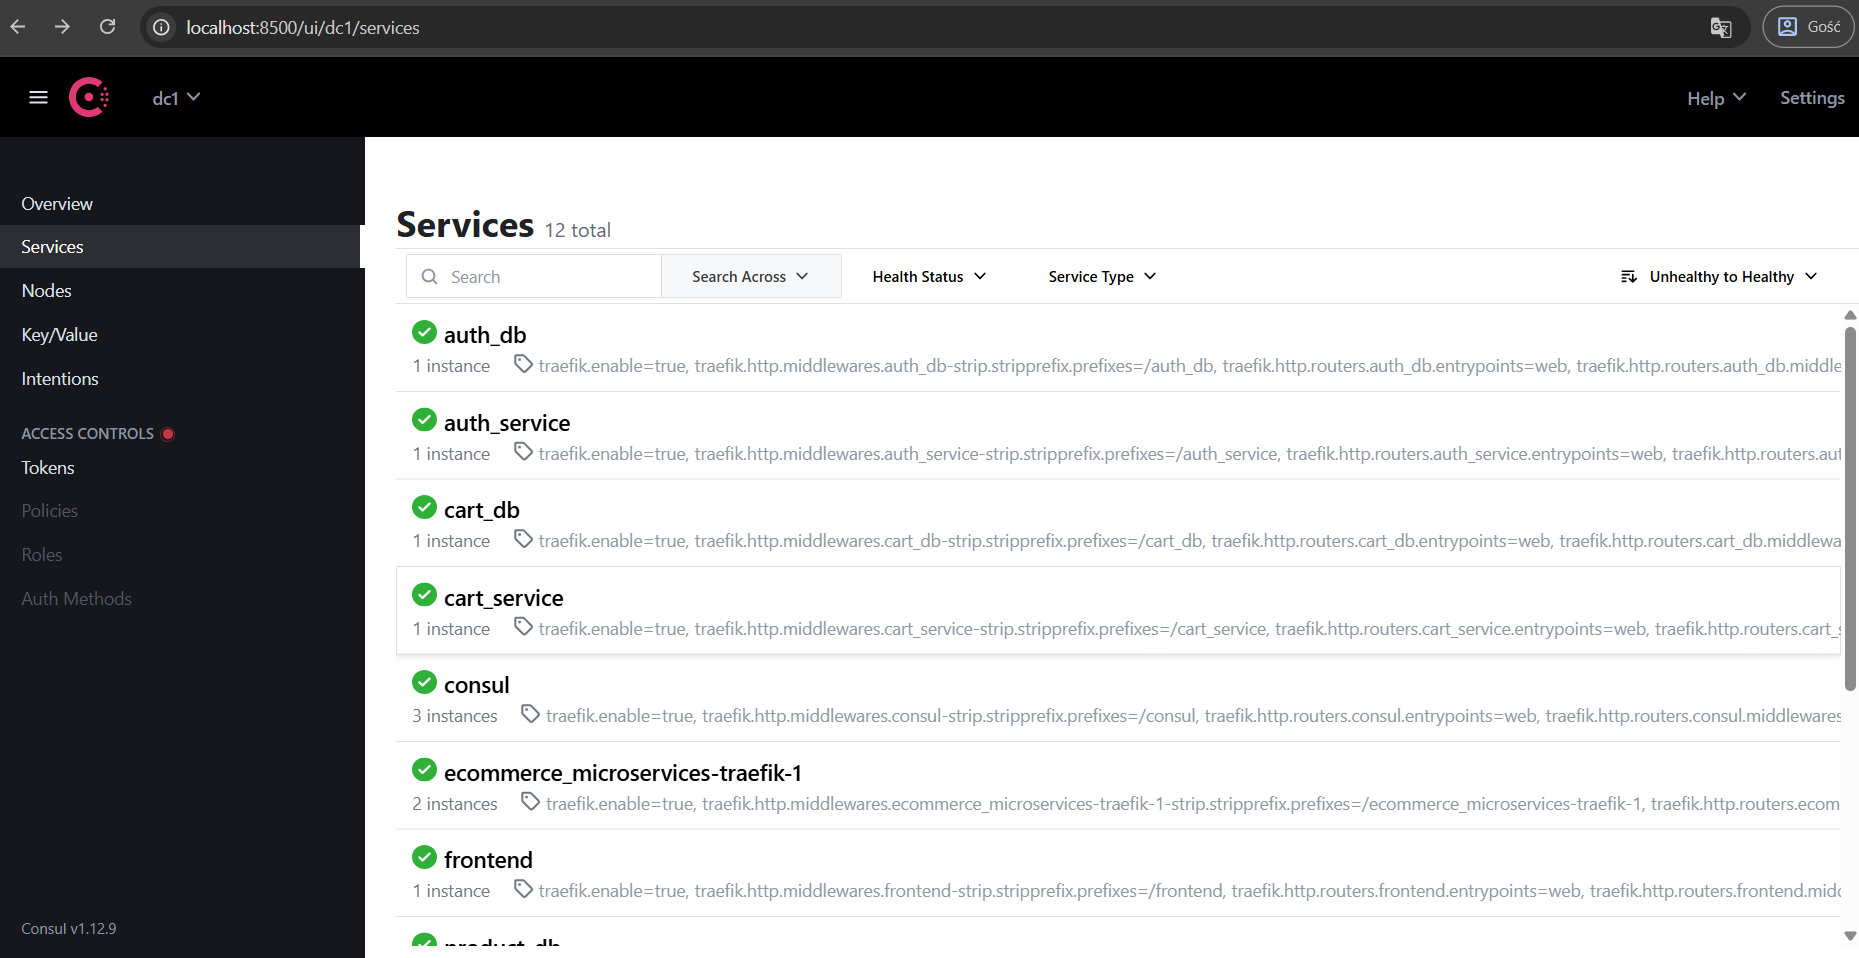 localhost:8500/ui/dc1/services
Gość
dc1
Help
Settings
Overview
Services
Nodes
Key/Value
Intentions
ACCESS CONTROLS
Tokens
Policies
Roles
Auth Methods
Consul v1.12.9
Services 12 total
Search
Search Across
Health Status
Service Type
Unhealthy to Healthy
auth_db
1 instance traefik.enable=true, traefik.http.middlewares.auth_db-strip.stripprefix.prefixes=/auth_db, traefik.http.routers.auth_db.entrypoints=web, traefik.http.routers.auth_db.middle
auth_service
1 instance traefik.enable=true, traefik.http.middlewares.auth_service-strip.stripprefix.prefixes=/auth_service, traefik.http.routers.auth_service.entrypoints=web, traefik.http.routers.aut
cart_db
1 instance traefik.enable=true, traefik.http.middlewares.cart_db-strip.stripprefix.prefixes=/cart_db, traefik.http.routers.cart_db.entrypoints=web, traefik.http.routers.cart_db.middlewa
cart_service
1 instance traefik.enable=true, traefik.http.middlewares.cart_service-strip.stripprefix.prefixes=/cart_service, traefik.http.routers.cart_service.entrypoints=web, traefik.http.routers.cart_s
consul
3 instances traefik.enable=true, traefik.http.middlewares.consul-strip.stripprefix.prefixes=/consul, traefik.http.routers.consul.entrypoints=web, traefik.http.routers.consul.middlewares
ecommerce_microservices-traefik-1
2 instances traefik.enable=true, traefik.http.middlewares.ecommerce_microservices-traefik-1-strip.stripprefix.prefixes=/ecommerce_microservices-traefik-1, traefik.http.routers.ecom
frontend
1 instance traefik.enable=true, traefik.http.middlewares.frontend-strip.stripprefix.prefixes=/frontend, traefik.http.routers.frontend.entrypoints=web, traefik.http.routers.frontend.midd
product_db